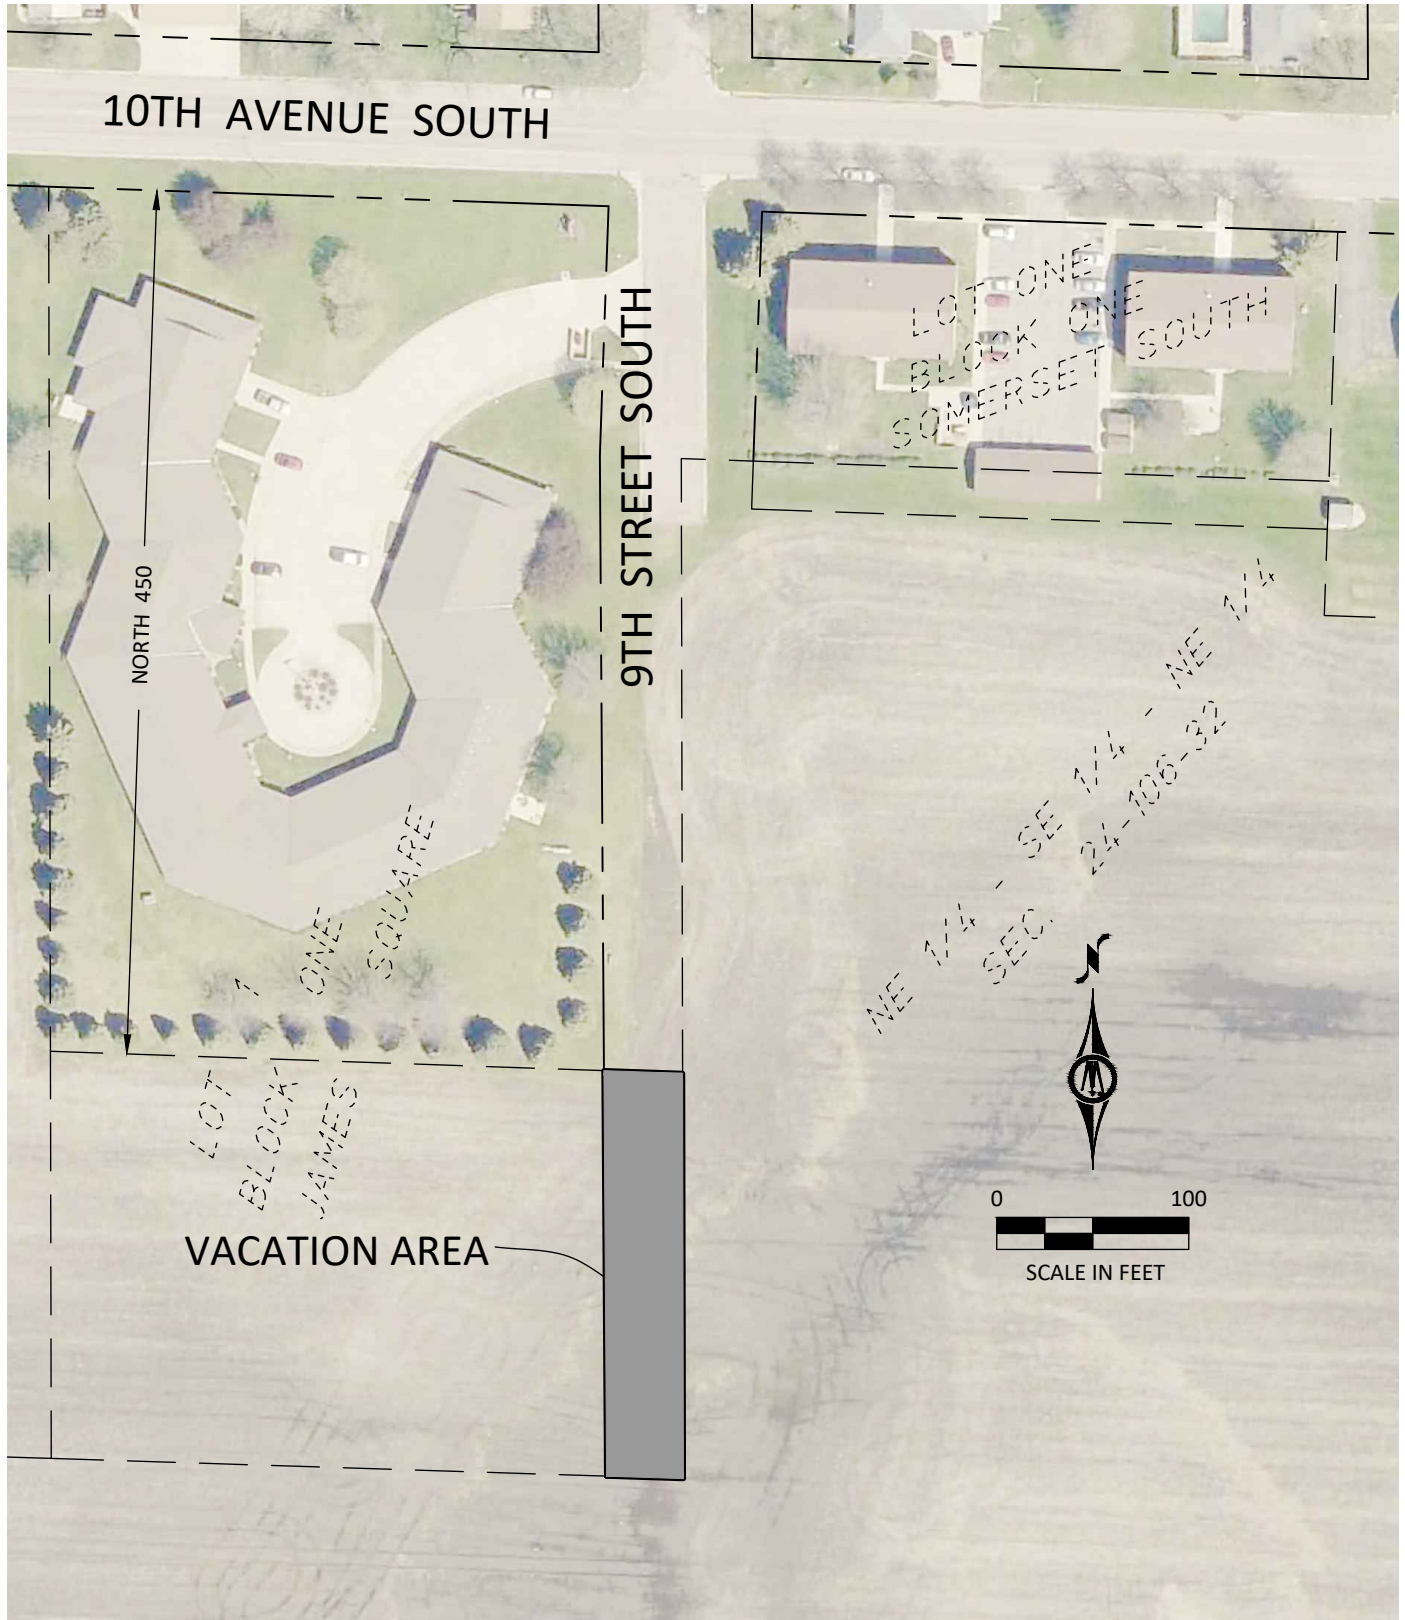 10TH AVENUE SOUTH
LOT ONE
BLOCK ONE
SOMERSET SOUTH
9TH STREET SOUTH
NORTH 450
NE 1/4 - SE 1/4 - NE 1/4
SEC. 24-106-32
LOT 1
BLOCK ONE
JAMES SQUARE
N
0 100
SCALE IN FEET
VACATION AREA